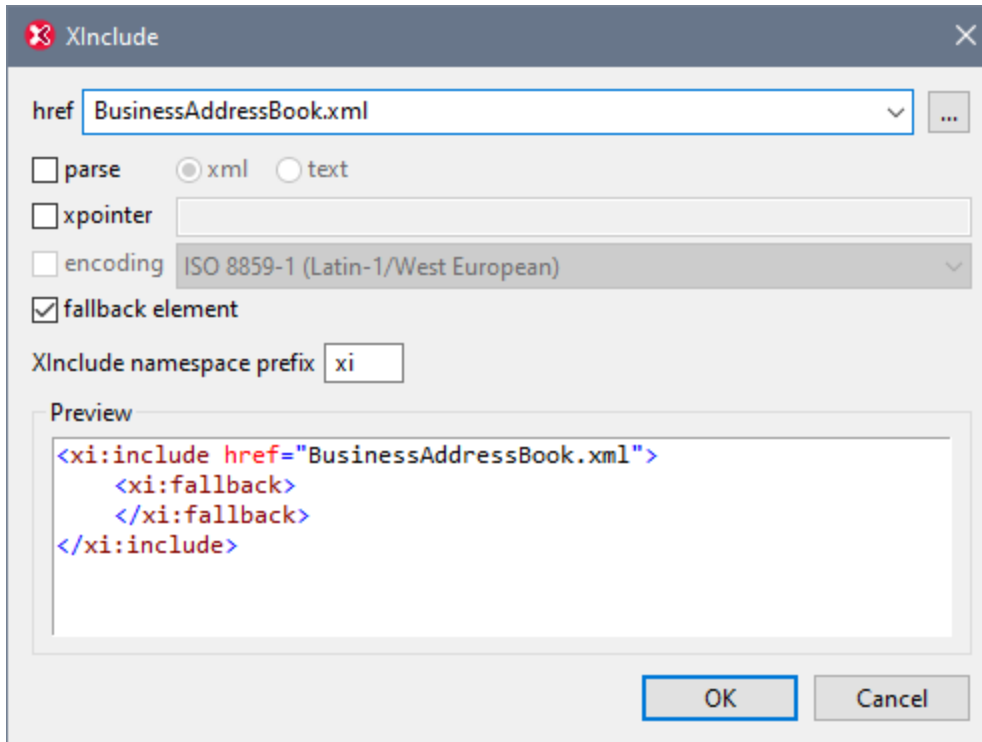 XInclude
href BusinessAddressBook.xml ...
parse xml text
xpointer
encoding ISO 8859-1 (Latin-1/West European)
fallback element
XInclude namespace prefix xi
Preview
<xi:include href="BusinessAddressBook.xml">
<xi:fallback>
</xi:fallback>
</xi:include>
OK Cancel